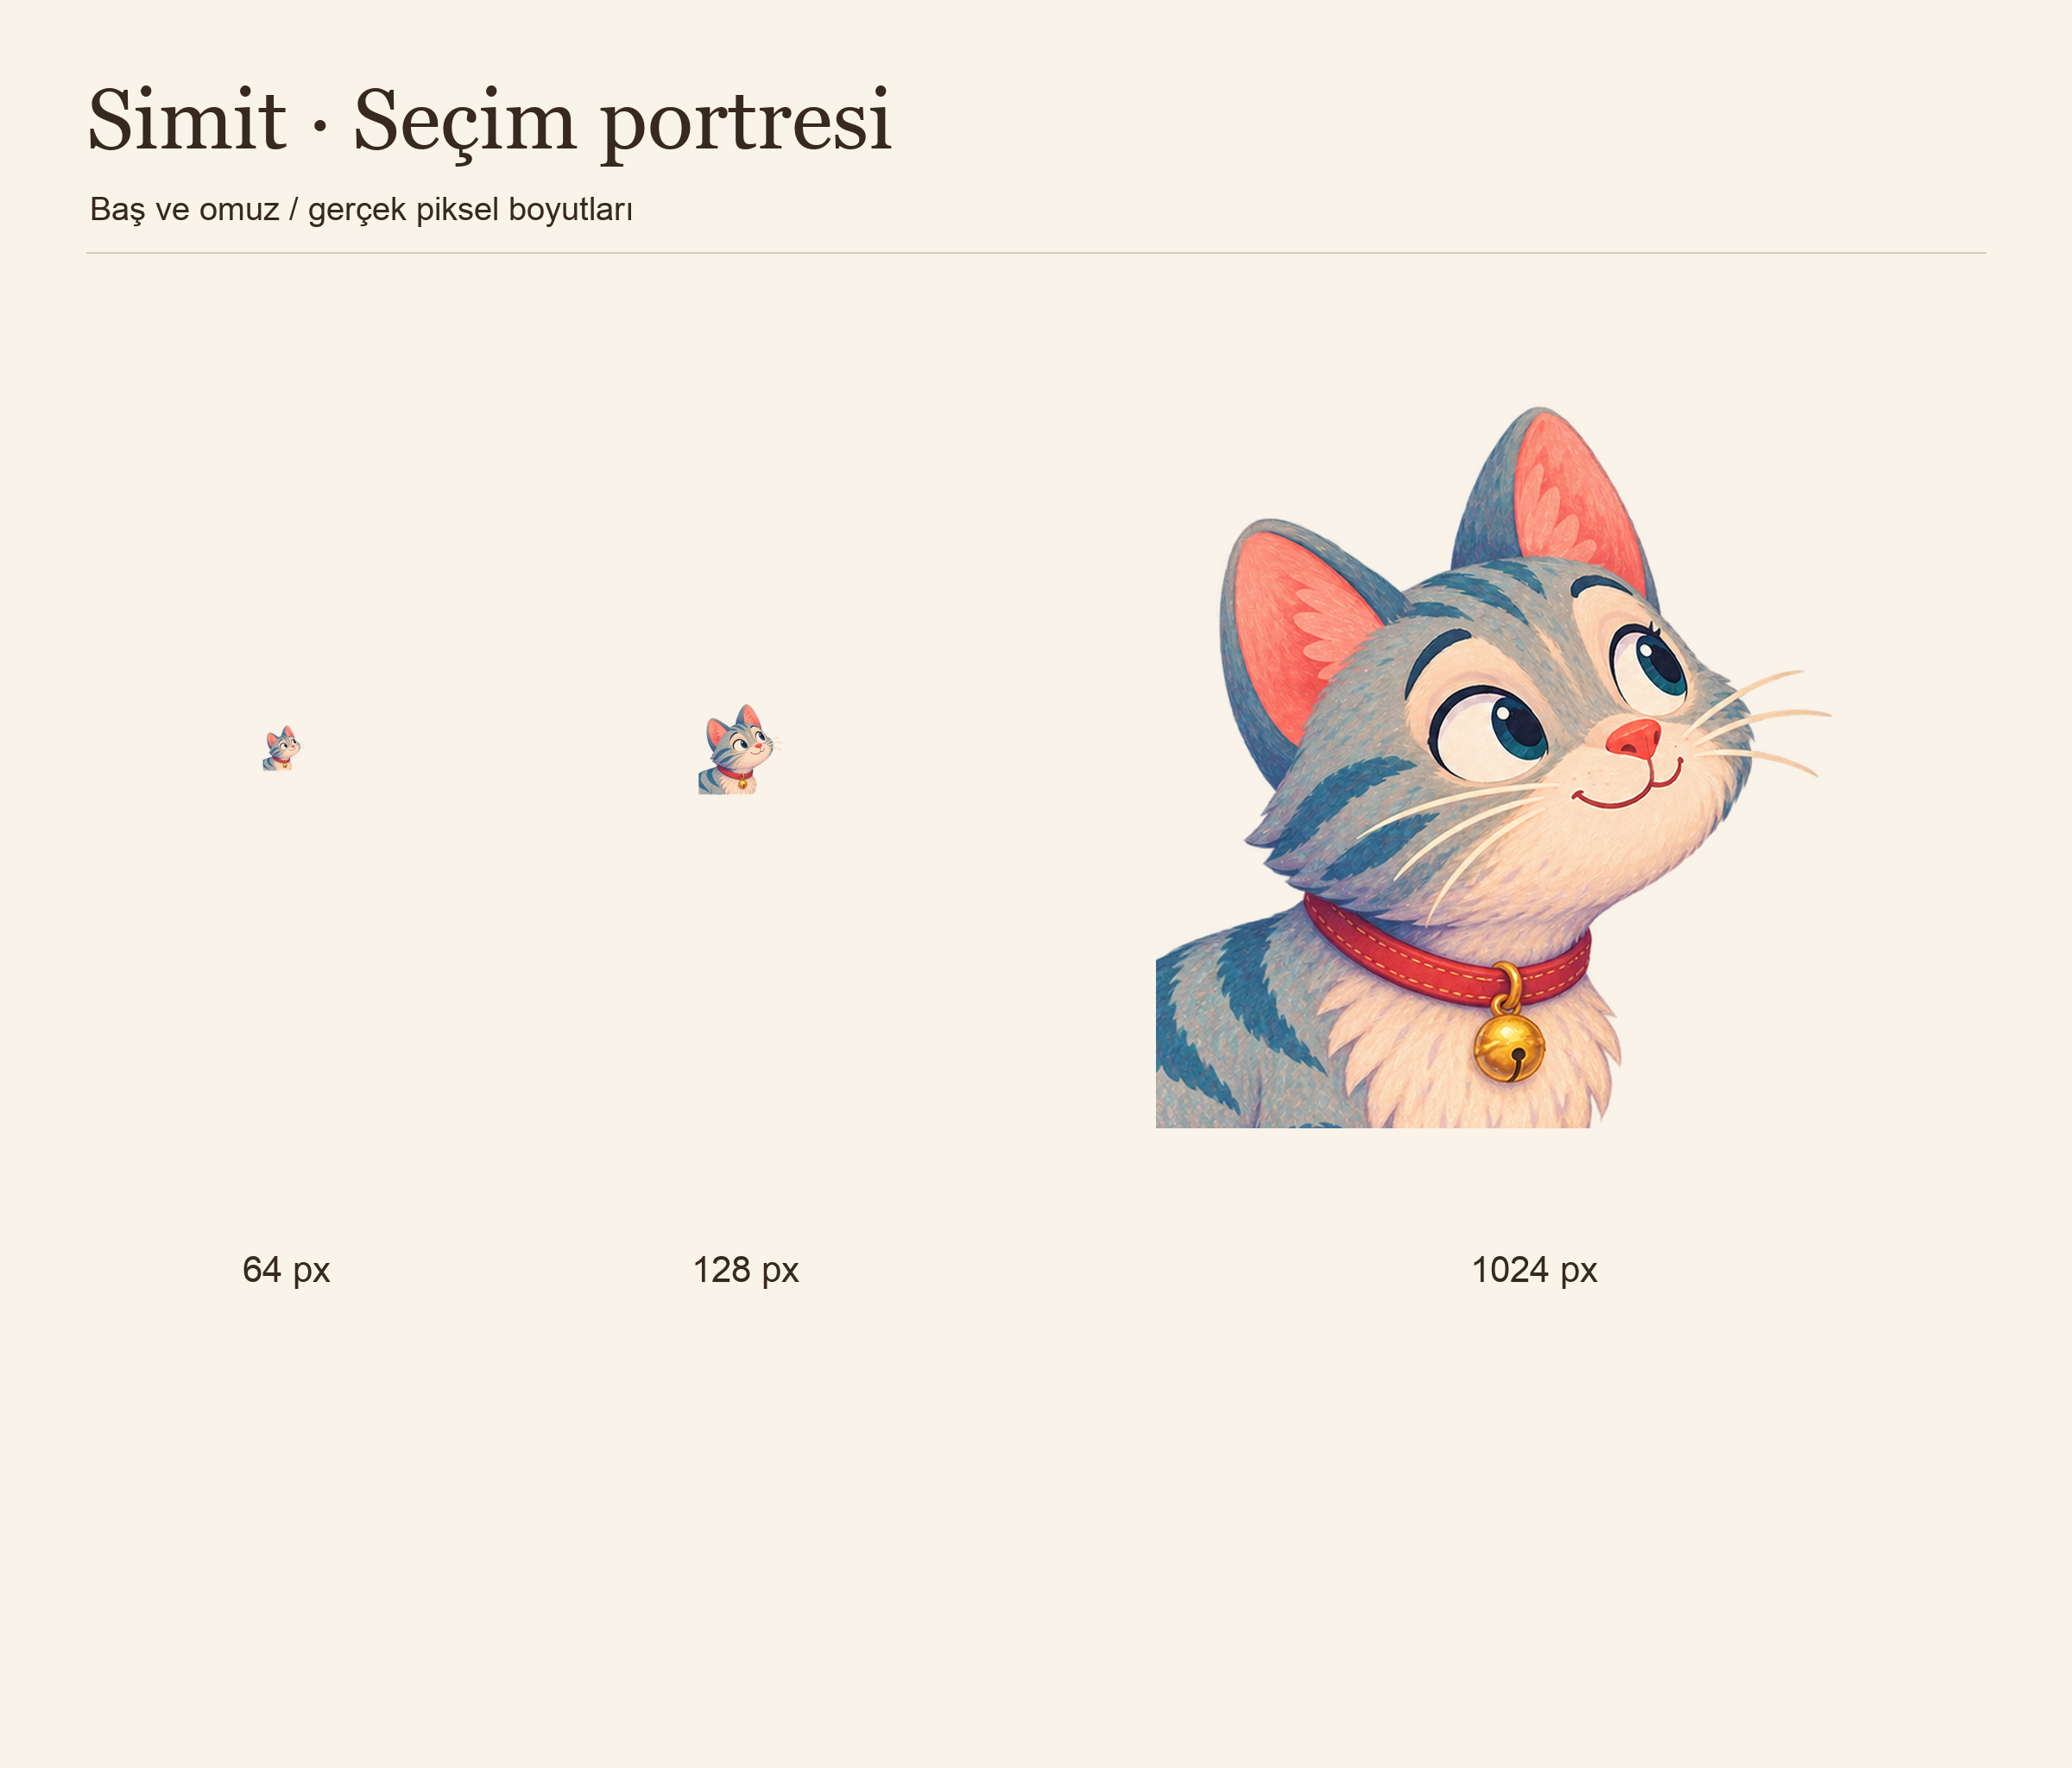 Simit · Seçim portresi
Baş ve omuz / gerçek piksel boyutları
64 px
128 px
1024 px